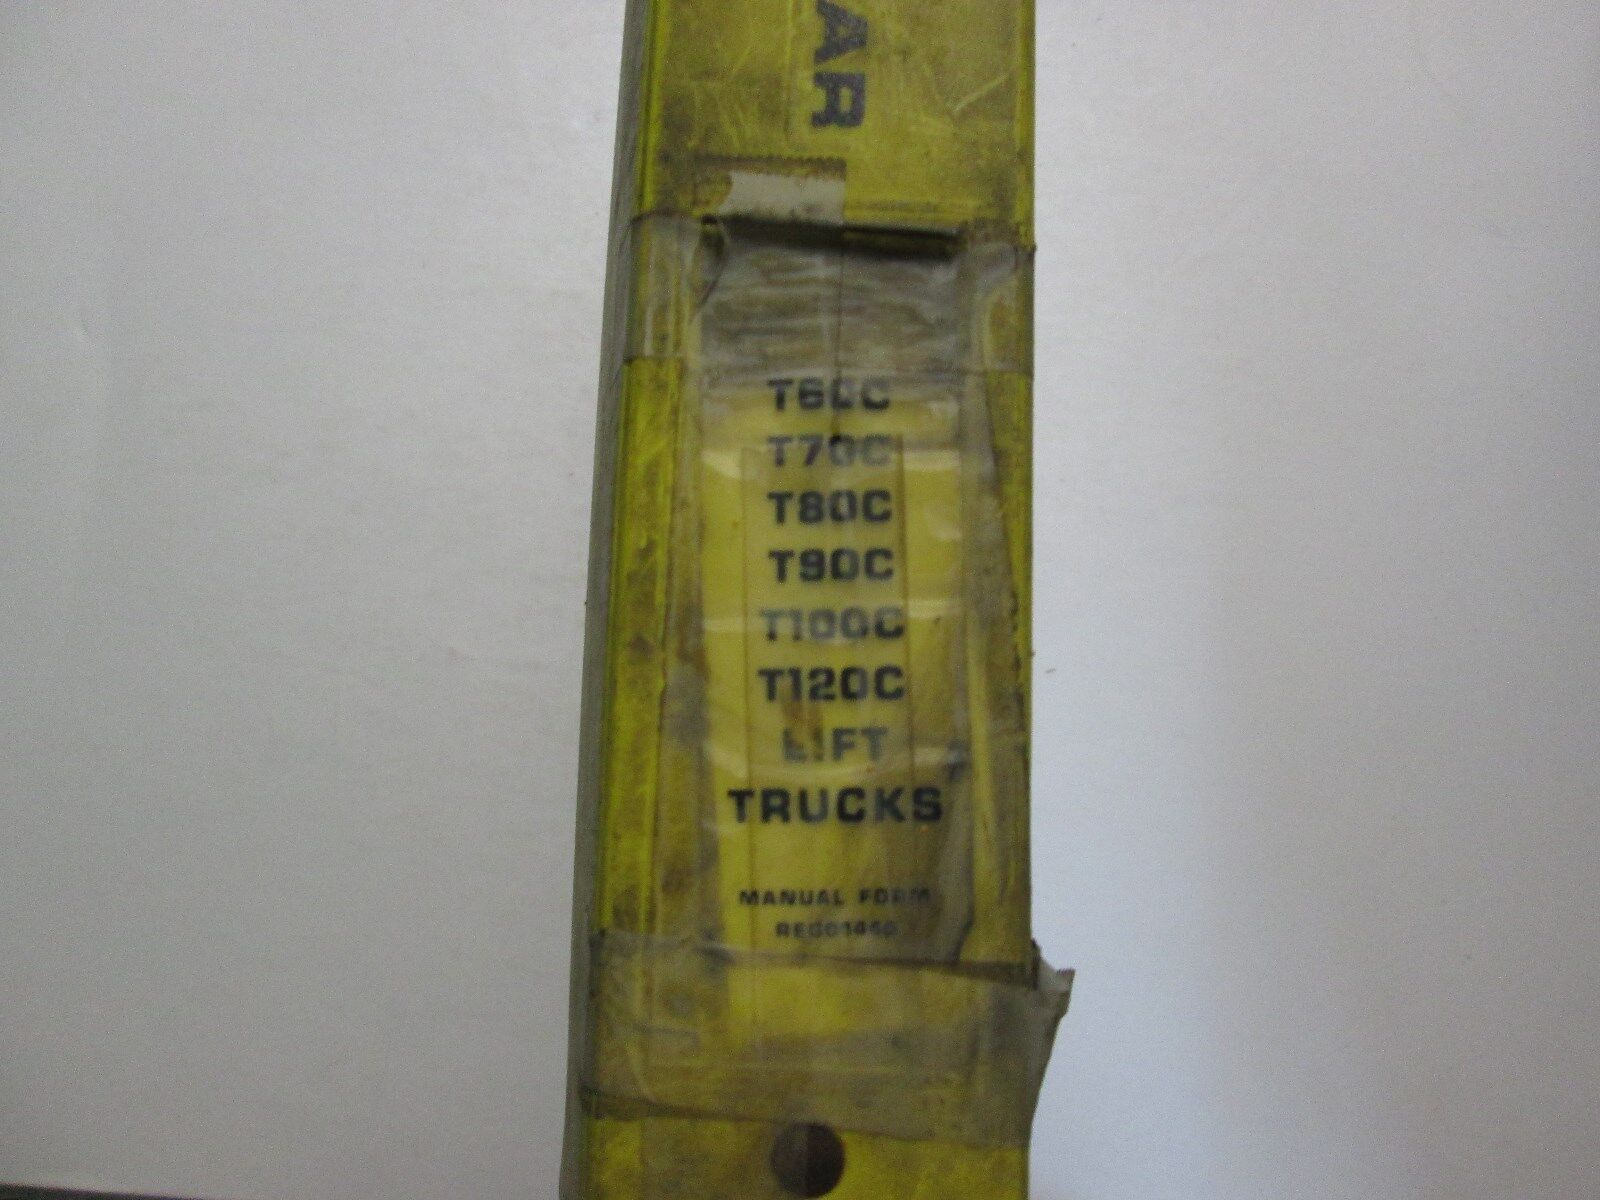 AR
T60C
T70C
T80C
T90C
T100C
T120C
LIFT
TRUCKS
MANUAL FORM